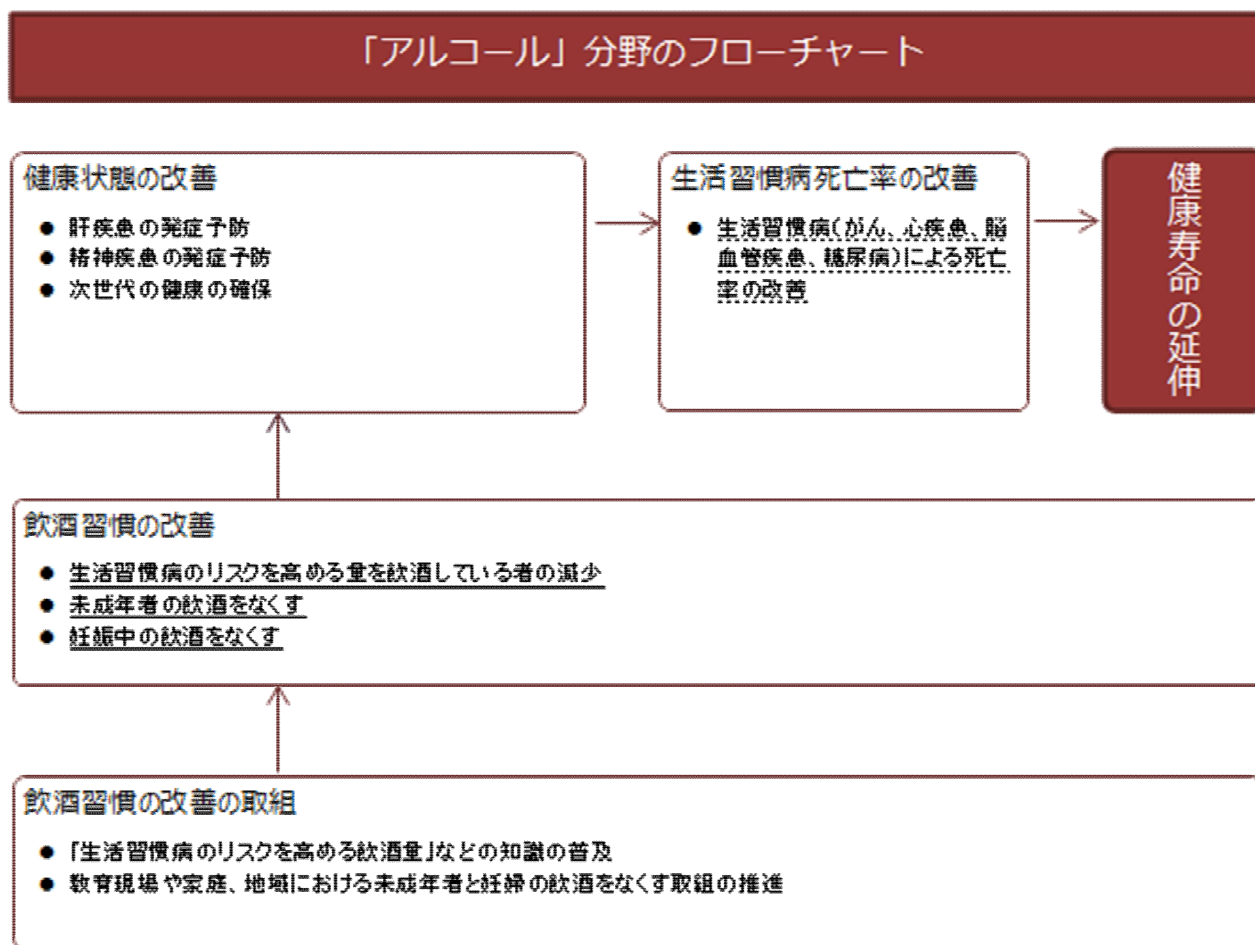 「アルコール」分野のフローチャート
健康状態の改善
● 肝疾患の発症予防
● 精神疾患の発症予防
● 次世代の健康の確保
生活習慣病死亡率の改善
● 生活習慣病(がん、心疾患、脳
血管疾患、糖尿病)による死亡
率の改善
健康寿命の延伸
飲酒習慣の改善
● 生活習慣病のリスクを高める量を飲酒している者の減少
● 未成年者の飲酒をなくす
● 妊娠中の飲酒をなくす
飲酒習慣の改善の取組
● 「生活習慣病のリスクを高める飲酒量」などの知識の普及
● 教育現場や家庭、地域における未成年者と妊婦の飲酒をなくす取組の推進